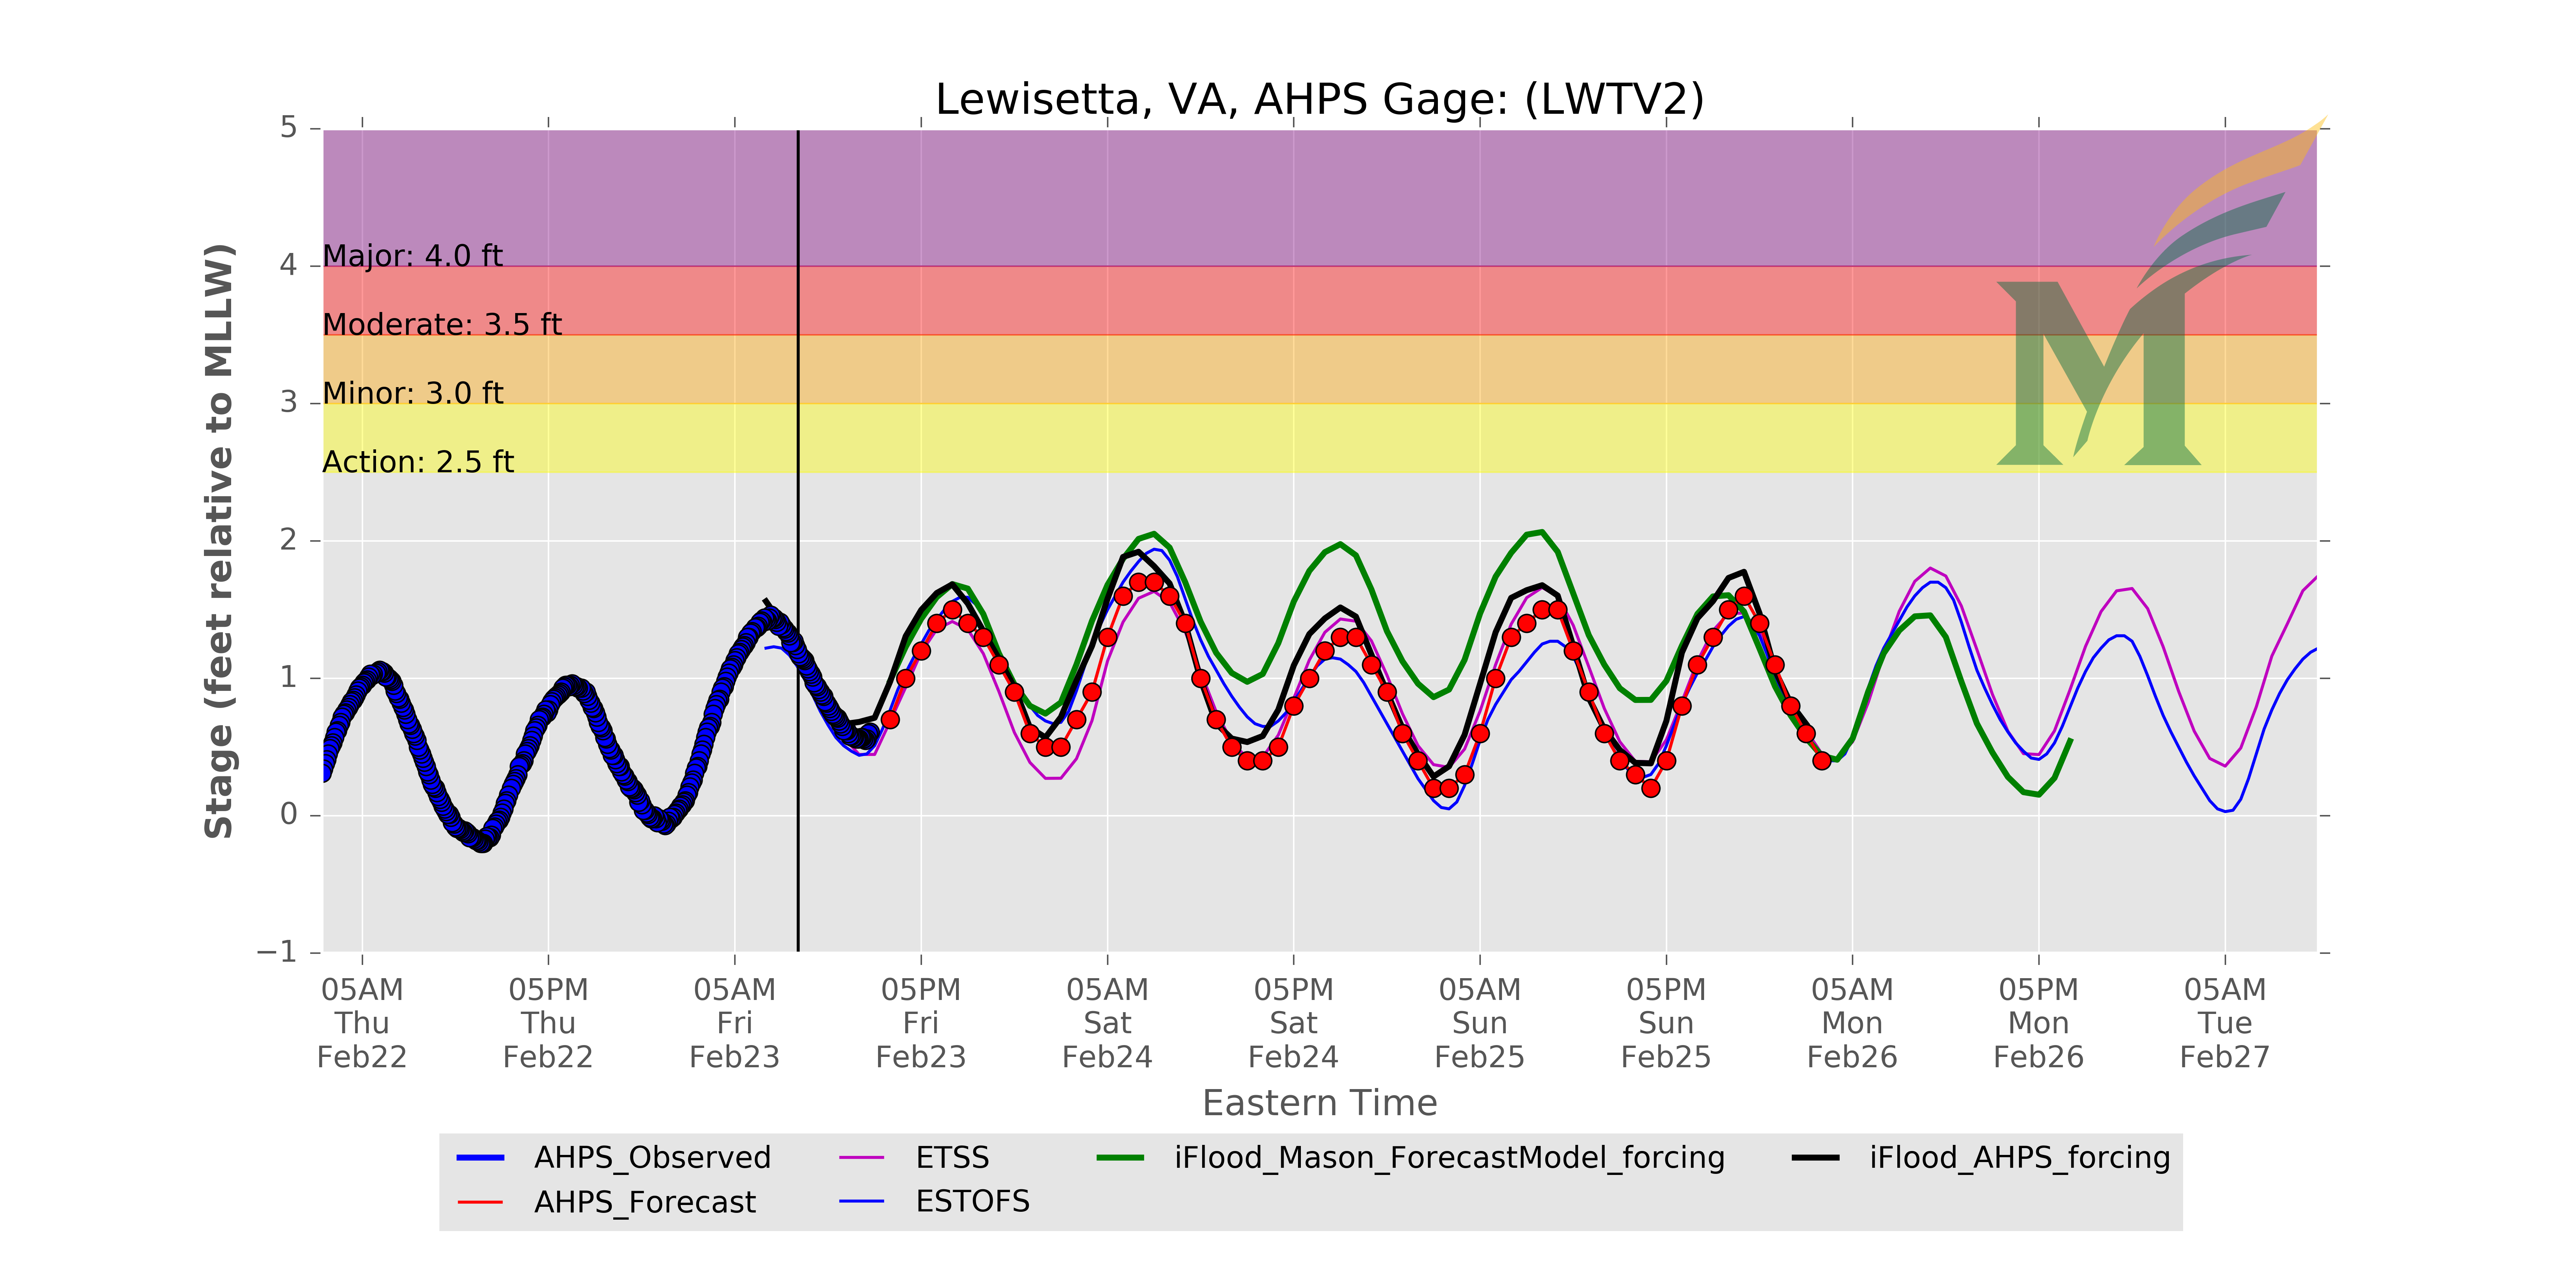 Lewisetta, VA, AHPS Gage: (LWTV2)
Stage (feet relative to MLLW)
5
4
3
2
1
0
−1
Major: 4.0 ft
Moderate: 3.5 ft
Minor: 3.0 ft
Action: 2.5 ft
M
05AM 05PM 05AM 05PM 05AM 05PM 05AM 05PM 05AM 05PM 05AM
Thu Thu Fri Fri Sat Sat Sun Sun Mon Mon Tue
Feb22 Feb22 Feb23 Feb23 Feb24 Feb24 Feb25 Feb25 Feb26 Feb26 Feb27
Eastern Time
AHPS_Observed ETSS iFlood_Mason_ForecastModel_forcing iFlood_AHPS_forcing
AHPS_Forecast ESTOFS